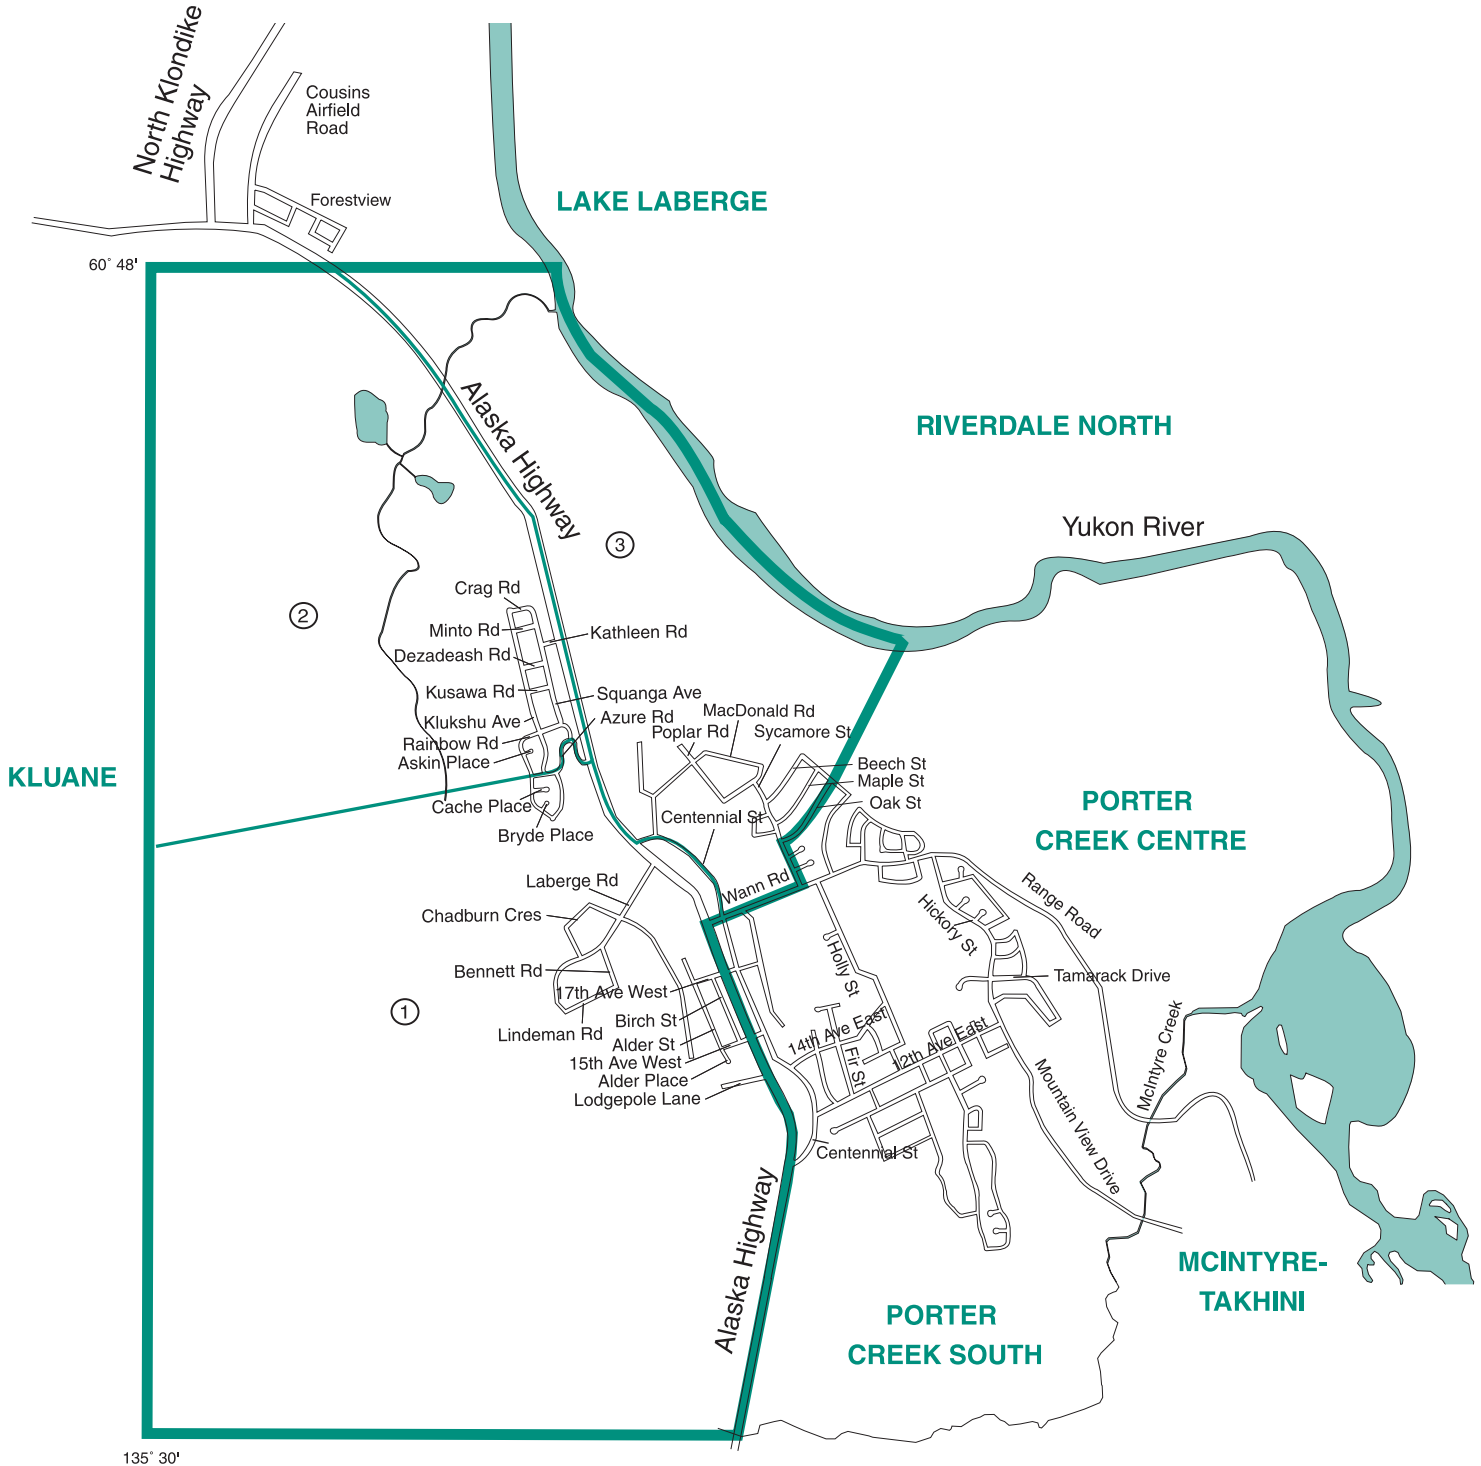 North Klondike
Highway
Cousins
Airfield
Road
Forestview
LAKE LABERGE
60° 48'
Alaska Highway
RIVERDALE NORTH
Yukon River
3
2
Crag Rd
Minto Rd
Kathleen Rd
Dezadeash Rd
Kusawa Rd
Squanga Ave
Klukshu Ave
Azure Rd
MacDonald Rd
Rainbow Rd
Poplar Rd
Sycamore St
Askin Place
KLUANE
Beech St
Maple St
Oak St
Cache Place
Centennial St
Bryde Place
PORTER
CREEK CENTRE
Laberge Rd
Wann Rd
Range Road
Chadburn Cres
Hickory St
Bennett Rd
Holly St
Tamarack Drive
17th Ave West
1
Birch St
Lindeman Rd
14th Ave East
12th Ave East
McIntyre Creek
Alder St
15th Ave West
Fir St
Alder Place
Lodgepole Lane
Mountain View Drive
Centennial St
Alaska Highway
MCINTYRE-
TAKHINI
PORTER
CREEK SOUTH
135° 30'